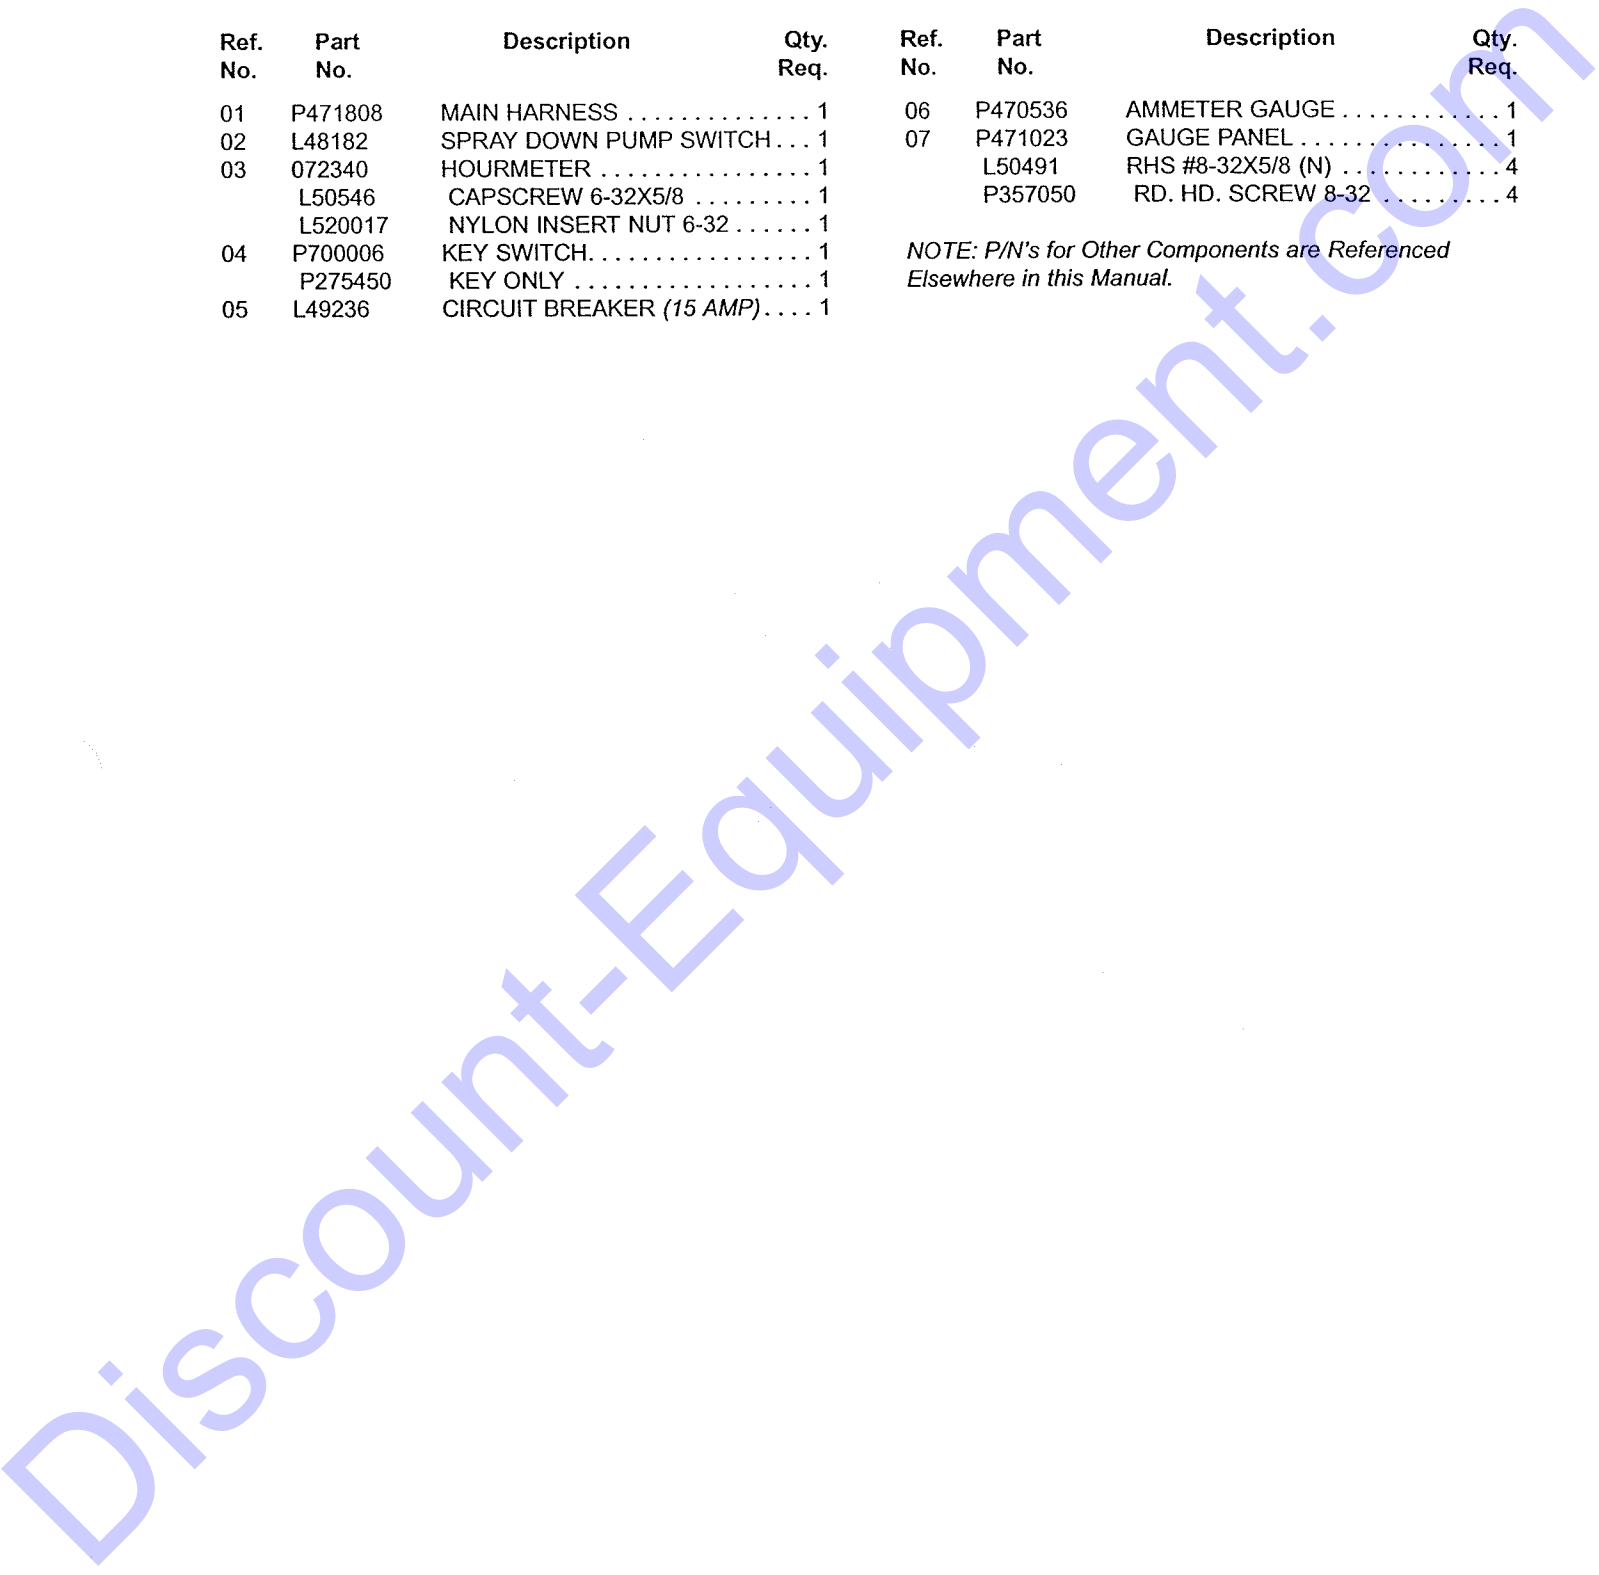 Ref. Part Description Qty.
No. No. Req.
01 P471808 MAIN HARNESS . . . . . . . . . . . . . . 1
02 L48182 SPRAY DOWN PUMP SWITCH . . . 1
03 072340 HOURMETER . . . . . . . . . . . . . . . . 1
L50546 CAPSCREW 6-32X5/8 . . . . . . . . . 1
L520017 NYLON INSERT NUT 6-32 . . . . . . 1
04 P700006 KEY SWITCH. . . . . . . . . . . . . . . . . 1
P275450 KEY ONLY . . . . . . . . . . . . . . . . . . 1
05 L49236 CIRCUIT BREAKER (15 AMP) . . . . 1
Ref. Part Description Qty.
No. No. Req.
06 P470536 AMMETER GAUGE . . . . . . . . . . . . 1
07 P471023 GAUGE PANEL . . . . . . . . . . . . . . . 1
L50491 RHS #8-32X5/8 (N) . . . . . . . . . . . . 4
P357050 RD. HD. SCREW 8-32 . . . . . . . . . 4
NOTE: P/N's for Other Components are Referenced
Elsewhere in this Manual.
Discount-Equipment.com